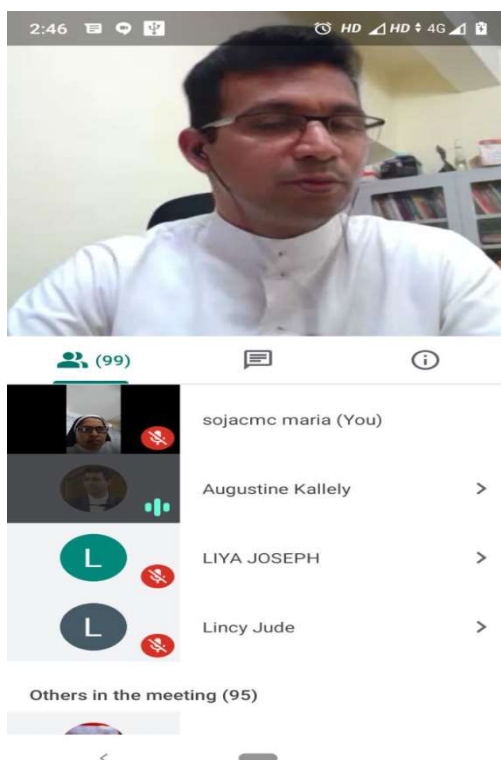 2:46 HD HD 4G
(99)
sojacmc maria (You)
Augustine Kallely
L LIYA JOSEPH
L Lincy Jude
Others in the meeting (95)